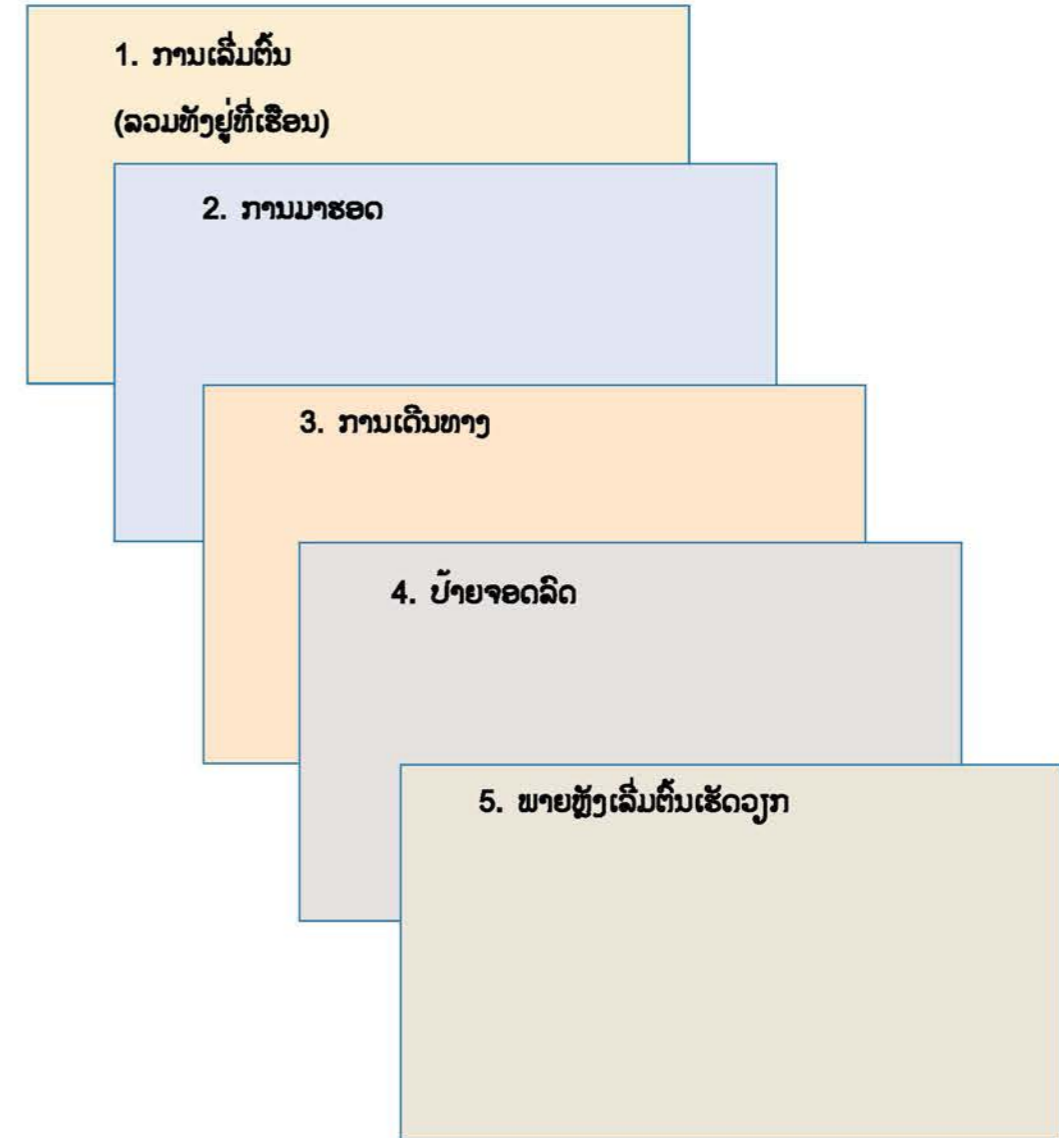 1. ການເລີ່ມຕົ້ນ
(ລວມທັງຢູ່ທີ່ເຮືອນ)
2. ການມາຮອດ
3. ການເດີນທາງ
4. ປ້າຍຈອດລົດ
5. ພາຍຫຼັງເລີ່ມຕົ້ນເຮັດວຽກ